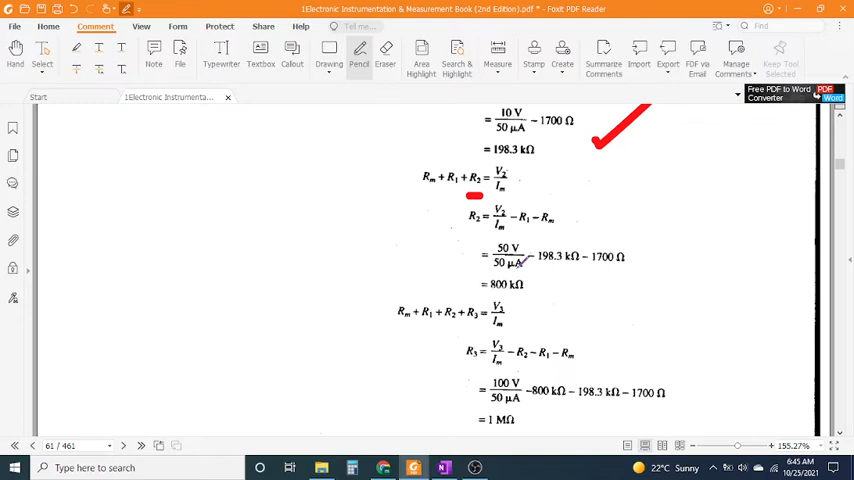 1Electronic Instrumentation & Measurement Book (2nd Edition).pdf * - Foxit PDF Reader
File Home Comment View Form Protect Share Help Tell me... Find
Hand Select Note File Typewriter Textbox Callout Drawing Pencil Eraser Area Highlight Search & Highlight Measure Stamp Create Summarize Comments Import Export FDF via Email Manage Comments Keep Tool Selected
Start 1Electronic Instrumenta... Free PDF to Word Converter PDF Word
= 10 V / 50 μA − 1700 Ω
= 198.3 kΩ
Rm + R1 + R2 = V2 / Im
R2 = V2 / Im − R1 − Rm
= 50 V / 50 μA − 198.3 kΩ − 1700 Ω
= 800 kΩ
Rm + R1 + R2 + R3 = V3 / Im
R3 = V3 / Im − R2 − R1 − Rm
= 100 V / 50 μA − 800 kΩ − 198.3 kΩ − 1700 Ω
= 1 MΩ
61 / 461 155.27%
Type here to search 22°C Sunny 6:45 AM
10/25/2021